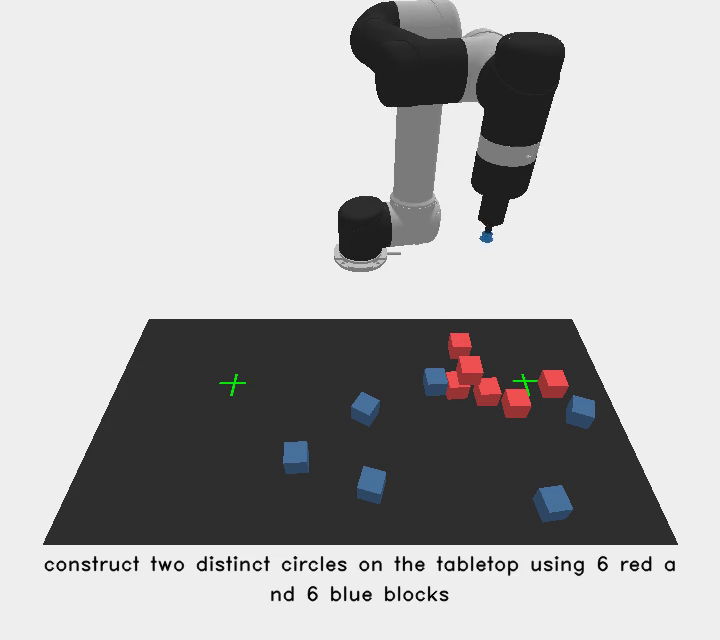 construct two distinct circles on the tabletop using 6 red a
nd 6 blue blocks